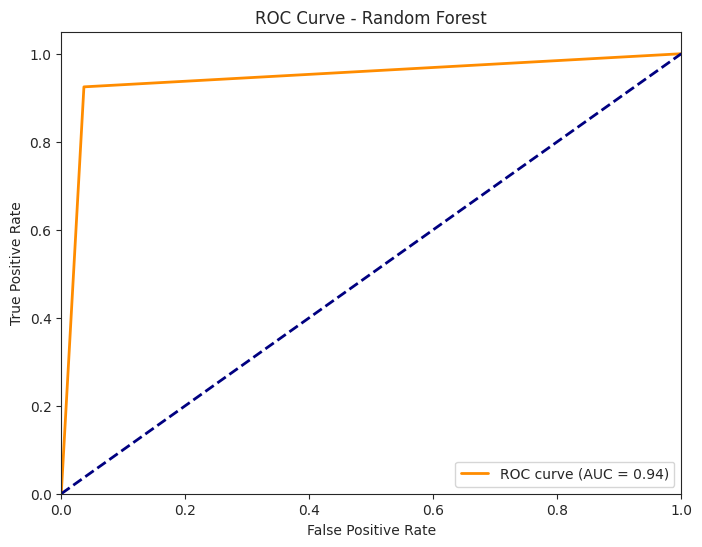 ROC Curve - Random Forest
True Positive Rate
1.0
0.8
0.6
0.4
0.2
0.0
ROC curve (AUC = 0.94)
0.0 0.2 0.4 0.6 0.8 1.0
False Positive Rate